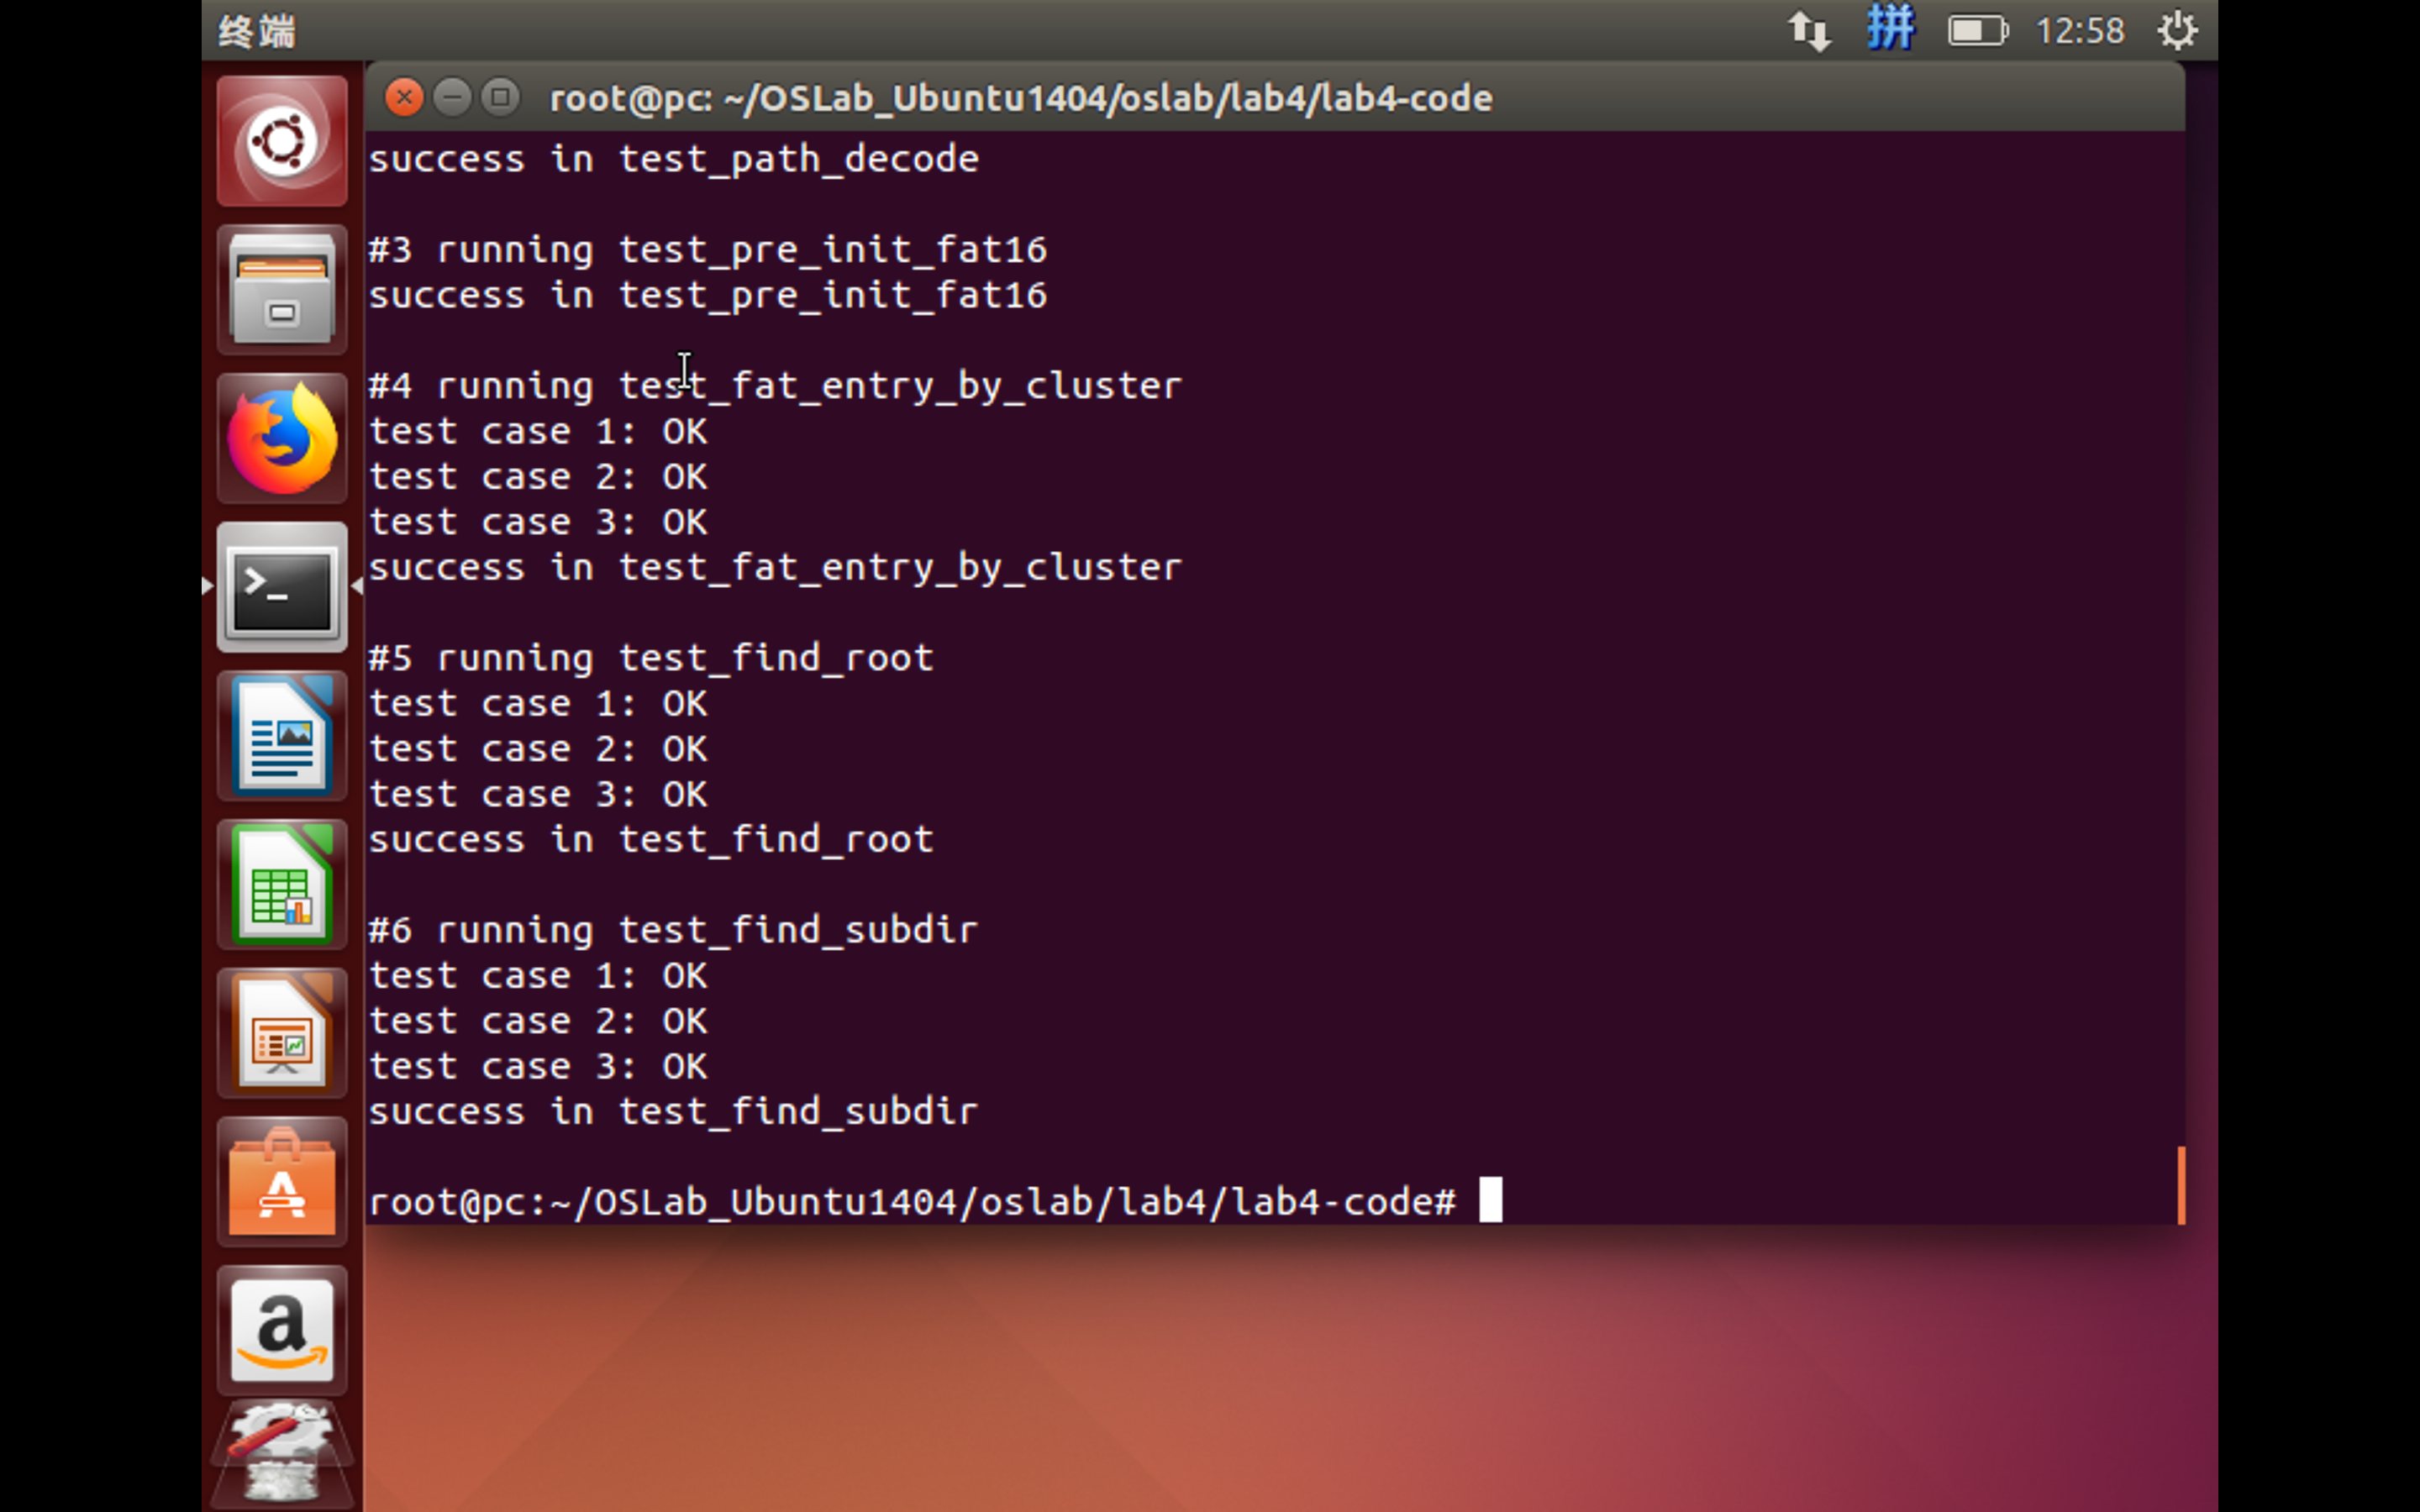 终端
拼 12:58
root@pc: ~/OSLab_Ubuntu1404/oslab/lab4/lab4-code
success in test_path_decode
#3 running test_pre_init_fat16
success in test_pre_init_fat16
#4 running test_fat_entry_by_cluster
test case 1: OK
test case 2: OK
test case 3: OK
success in test_fat_entry_by_cluster
#5 running test_find_root
test case 1: OK
test case 2: OK
test case 3: OK
success in test_find_root
#6 running test_find_subdir
test case 1: OK
test case 2: OK
test case 3: OK
success in test_find_subdir
root@pc:~/OSLab_Ubuntu1404/oslab/lab4/lab4-code#